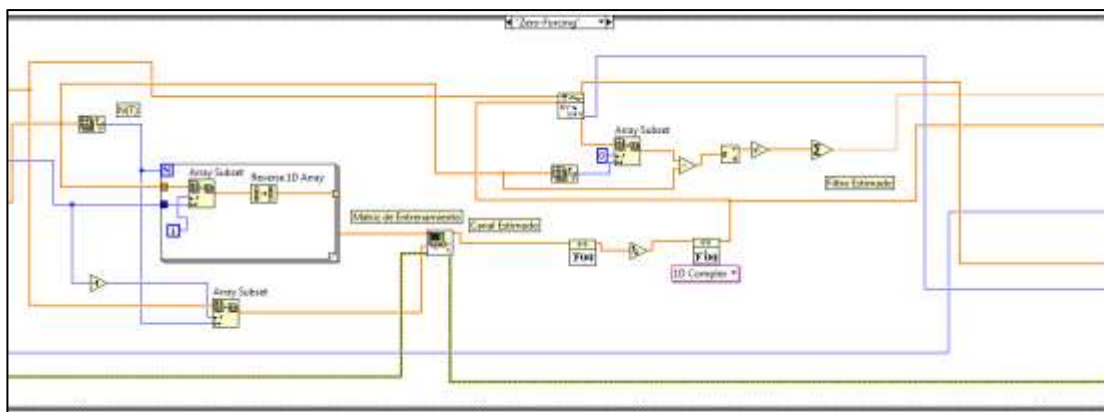 "Zero-Forcing"
N(T)
Array Subset
Array Subset
Reverse 1D Array
Filtro Estimado
Matriz de Entrenamiento
Canal Estimado
N
i
0
F(x)
1D Complex
Array Subset